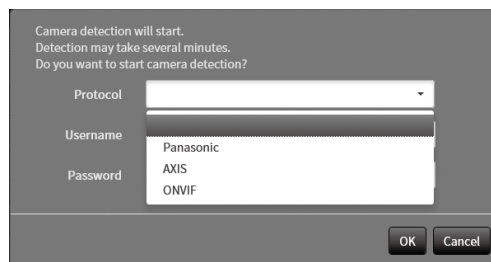 Camera detection will start.
Detection may take several minutes.
Do you want to start camera detection?
Protocol
Username
Panasonic
AXIS
Password
ONVIF
OK Cancel